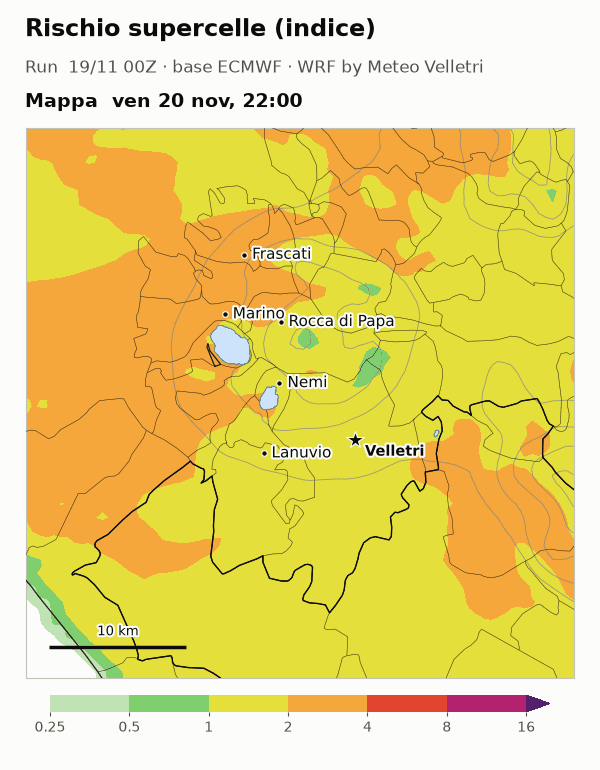 Rischio supercelle (indice)
Run  19/11 00Z · base ECMWF · WRF by Meteo Velletri
Mappa  ven 20 nov, 22:00
Frascati
Marino
Rocca di Papa
Nemi
Velletri
Lanuvio
10 km
0.25 0.5 1 2 4 8 16